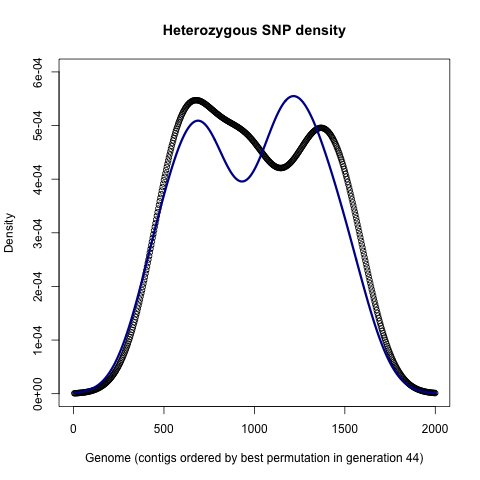 Heterozygous SNP density
Density
6e-04
5e-04
4e-04
3e-04
2e-04
1e-04
0e+00
0 500 1000 1500 2000
Genome (contigs ordered by best permutation in generation 44)